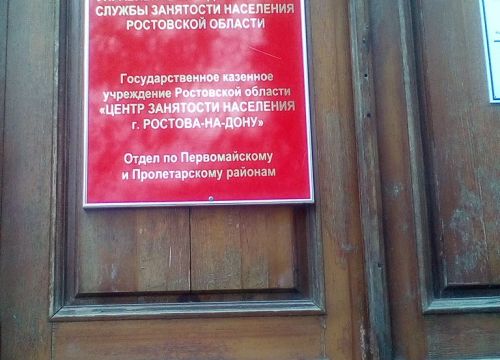 СЛУЖБЫ ЗАНЯТОСТИ НАСЕЛЕНИЯ
РОСТОВСКОЙ ОБЛАСТИ
Государственное казенное
учреждение Ростовской области
«ЦЕНТР ЗАНЯТОСТИ НАСЕЛЕНИЯ
г. РОСТОВА-НА-ДОНУ»
Отдел по Первомайскому
и Пролетарскому районам